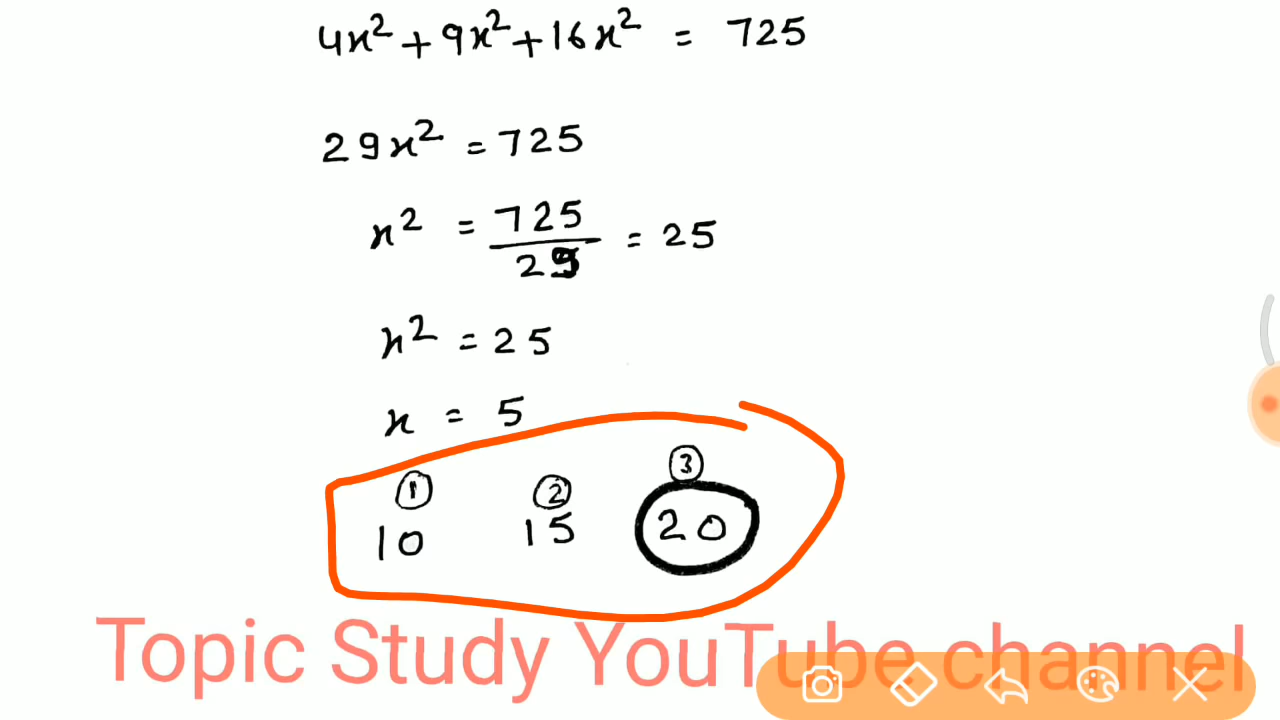 4x² + 9x² + 16x² = 725
29x² = 725
x² = 725/29 = 25
x² = 25
x = 5
① ② ③
10 15 20
Topic Study YouTube channel